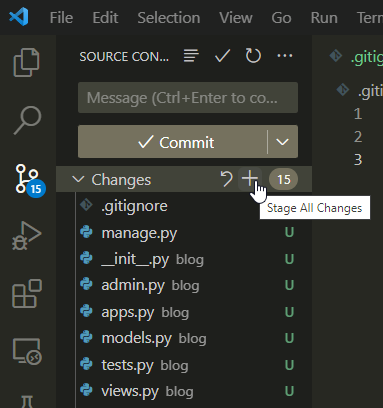 File Edit Selection View Go Run Term
SOURCE CON...
.gitig
Message (Ctrl+Enter to co...
.gi
1
Commit
2
3
Changes 15
15
Stage All Changes
.gitignore
manage.py U
__init__.py blog U
admin.py blog U
apps.py blog U
models.py blog U
tests.py blog U
views.py blog U